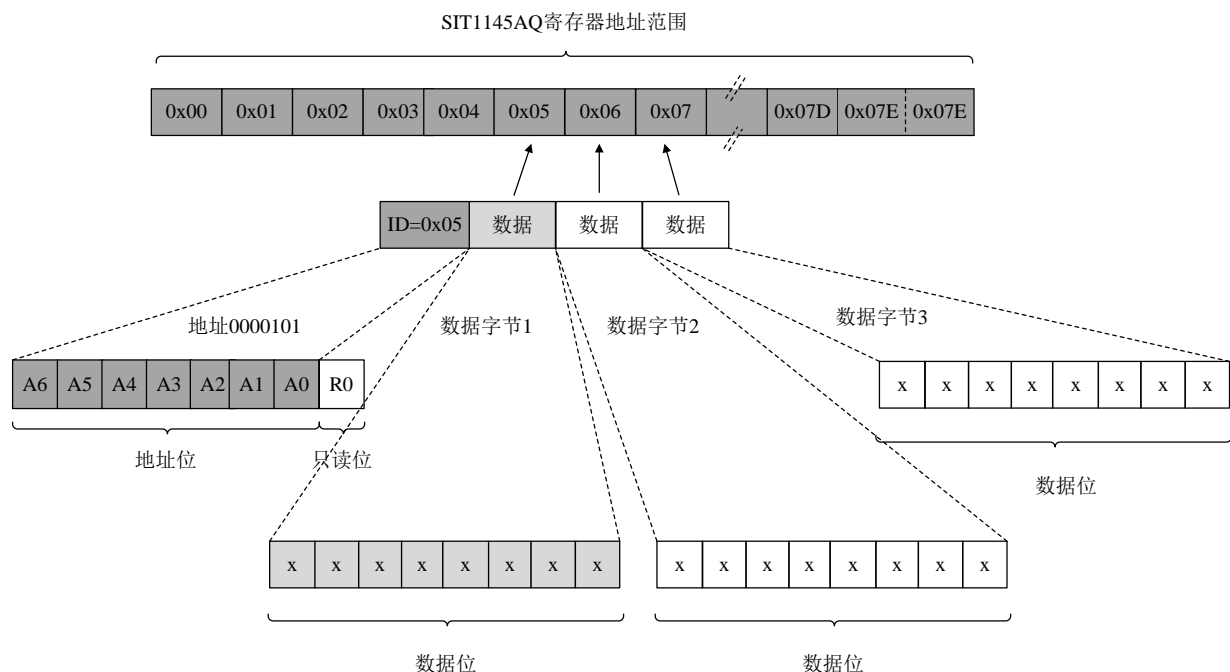 SIT1145AQ寄存器地址范围
0x00 0x01 0x02 0x03 0x04 0x05 0x06 0x07 0x07D 0x07E 0x07E
ID=0x05 数据 数据 数据
地址0000101 数据字节1 数据字节2 数据字节3
A6 A5 A4 A3 A2 A1 A0 R0 x x x x x x x x
地址位 只读位 数据位
x x x x x x x x x x x x x x x x
数据位 数据位